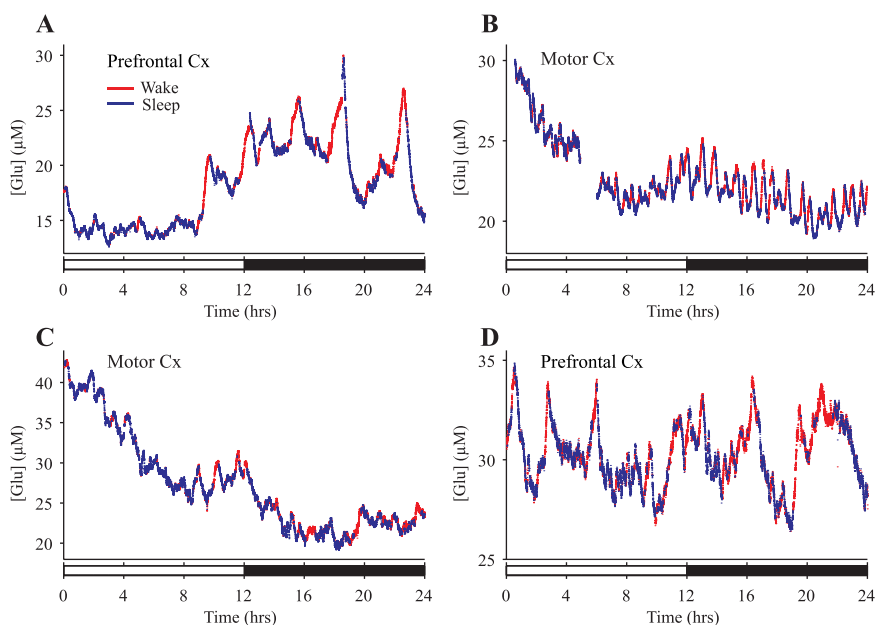 A
Prefrontal Cx
Wake
Sleep
[Glu] (µM)
30
25
20
15
0 4 8 12 16 20 24
Time (hrs)
B
Motor Cx
[Glu] (µM)
30
25
20
0 4 8 12 16 20 24
Time (hrs)
C
Motor Cx
[Glu] (µM)
40
35
30
25
20
0 4 8 12 16 20 24
Time (hrs)
D
Prefrontal Cx
[Glu] (µM)
35
30
25
0 4 8 12 16 20 24
Time (hrs)